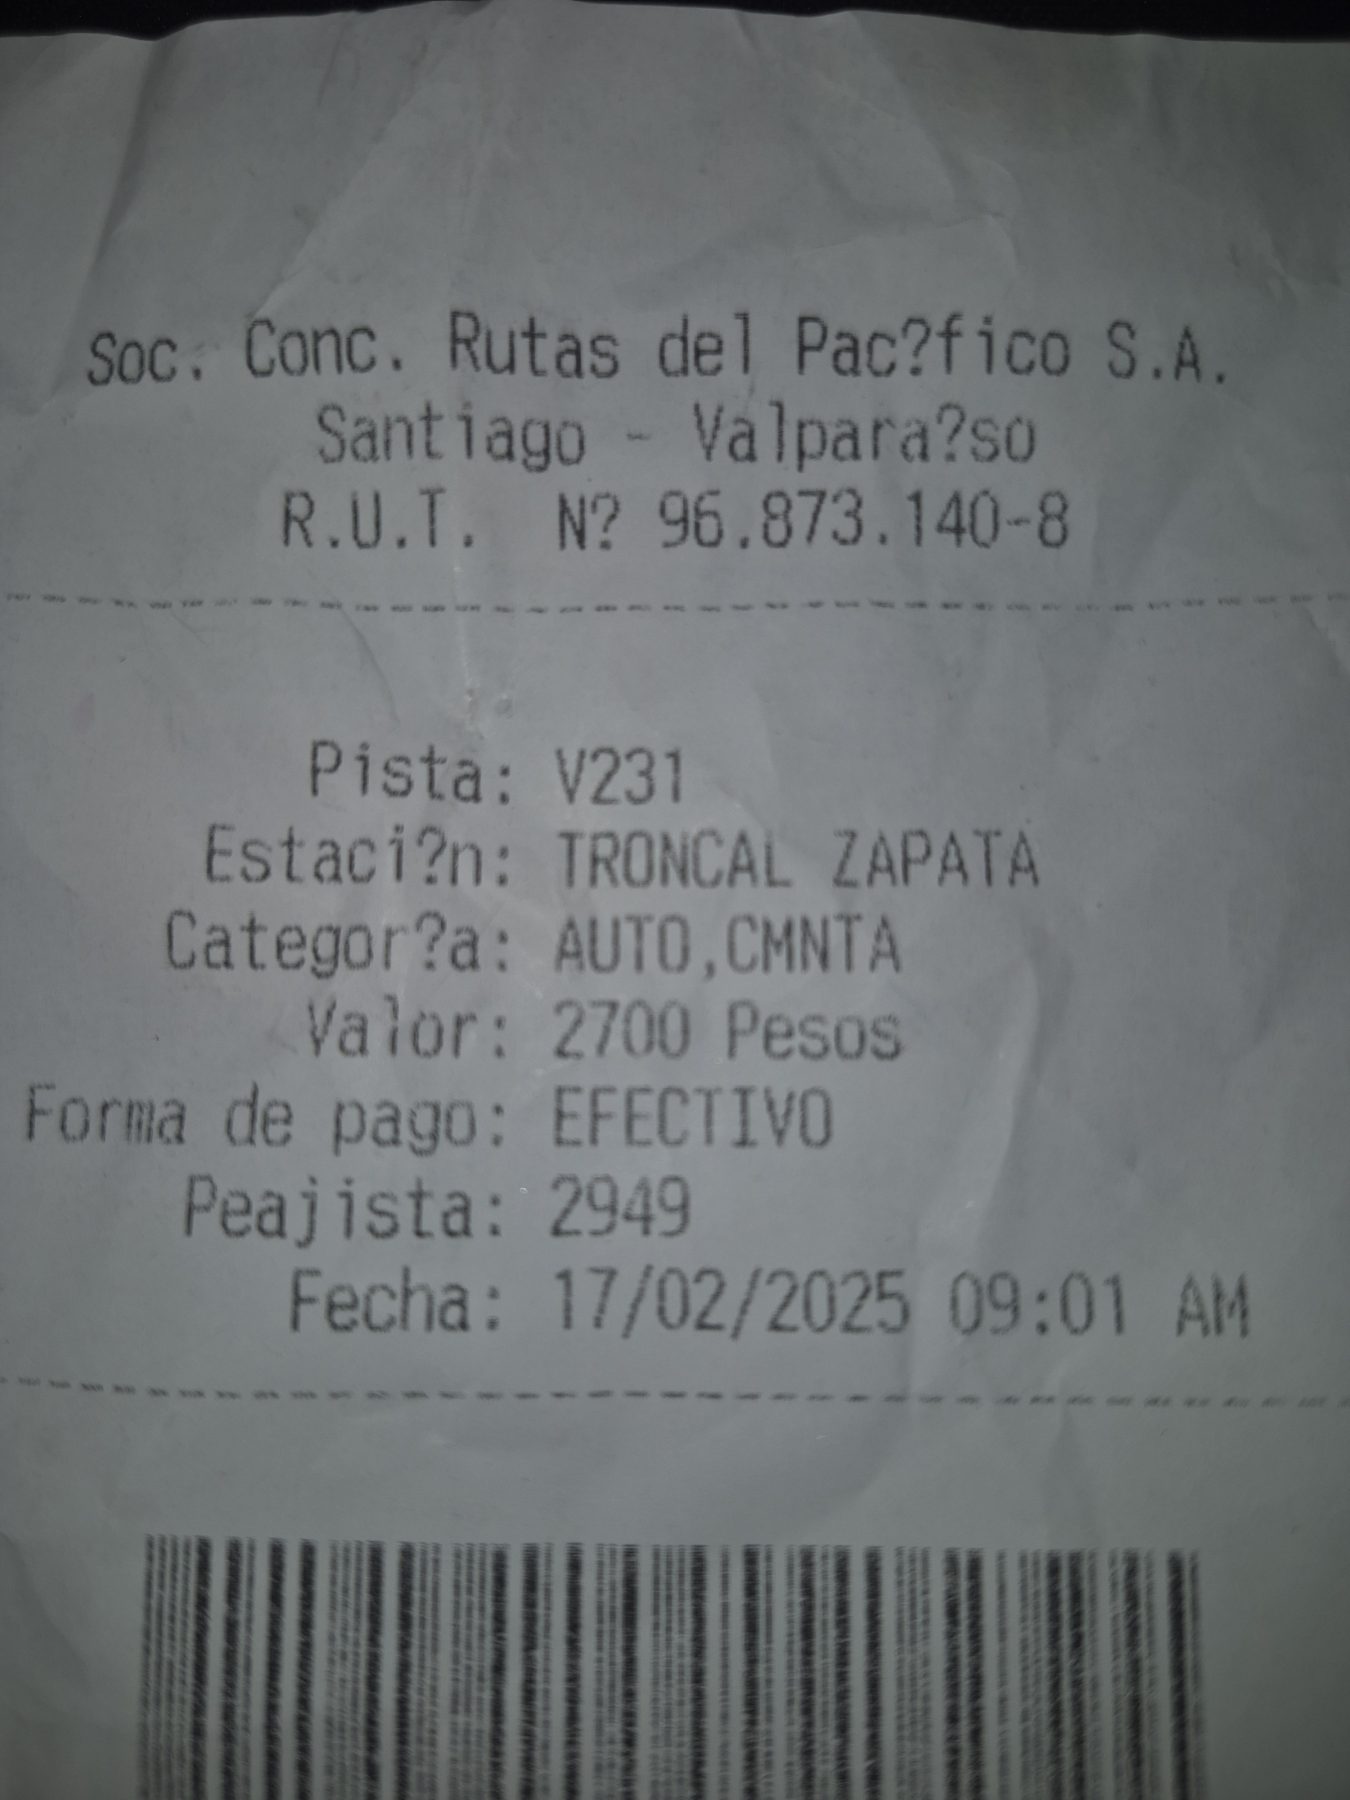 Soc. Conc. Rutas del Pac?fico S.A.
Santiago - Valpara?so
R.U.T. N? 96.873.140-8
Pista: V231
Estaci?n: TRONCAL ZAPATA
Categor?a: AUTO,CMNTA
Valor: 2700 Pesos
Forma de pago: EFECTIVO
Peajista: 2949
Fecha: 17/02/2025 09:01 AM